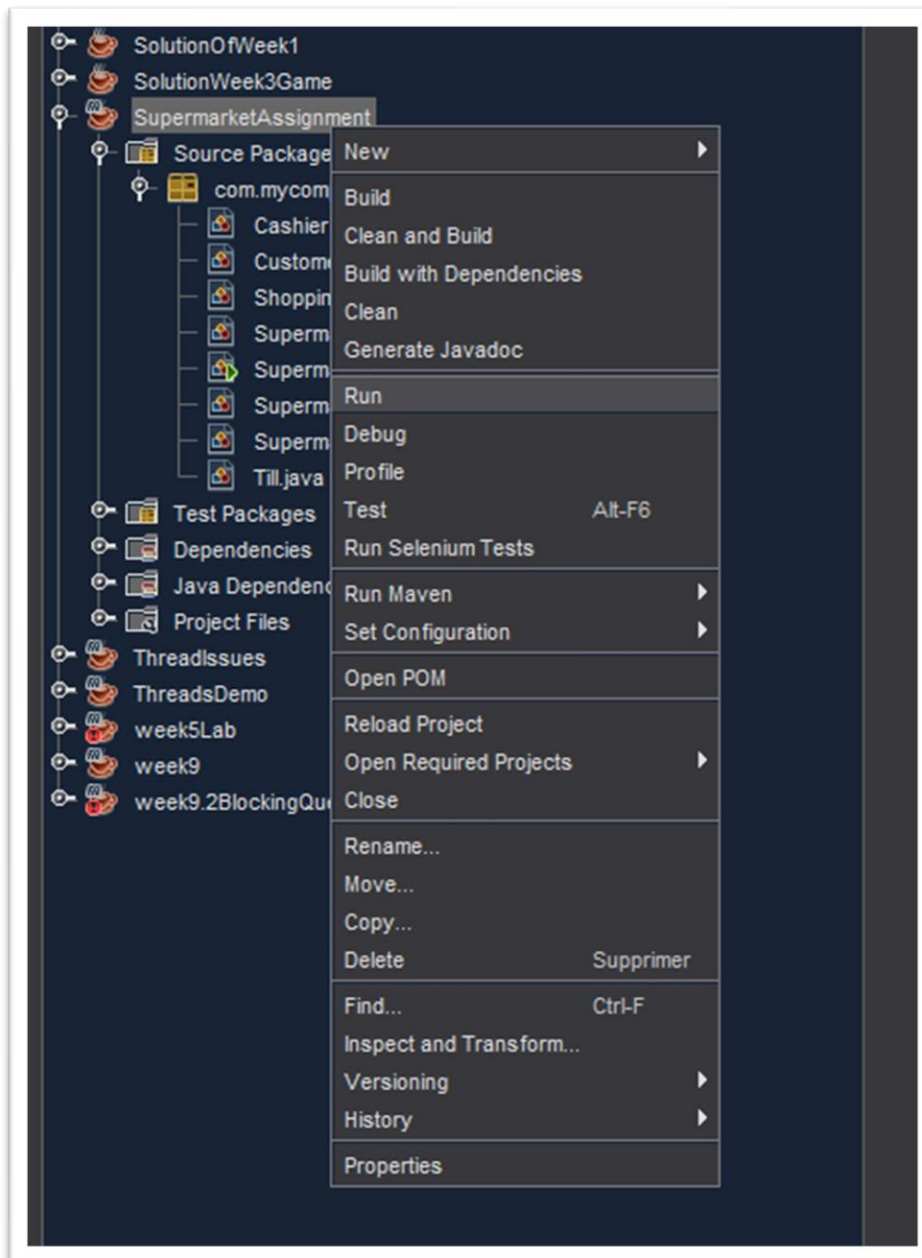 SolutionOfWeek1
SolutionWeek3Game
SupermarketAssignment
Source Package
com.mycom
Cashier
Custome
Shoppin
Superm
Superm
Superm
Superm
Till.java
Test Packages
Dependencies
Java Dependenc
Project Files
ThreadIssues
ThreadsDemo
week5Lab
week9
week9.2BlockingQue
New
Build
Clean and Build
Build with Dependencies
Clean
Generate Javadoc
Run
Debug
Profile
Test Alt-F6
Run Selenium Tests
Run Maven
Set Configuration
Open POM
Reload Project
Open Required Projects
Close
Rename...
Move...
Copy...
Delete Supprimer
Find... Ctrl-F
Inspect and Transform...
Versioning
History
Properties